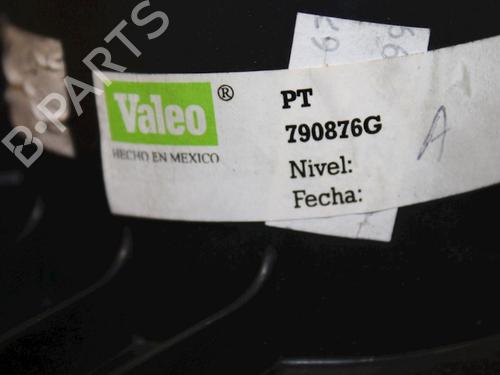 B-PARTS
Valeo ®
HECHO EN MEXICO
PT
790876G
Nivel:
Fecha:
A